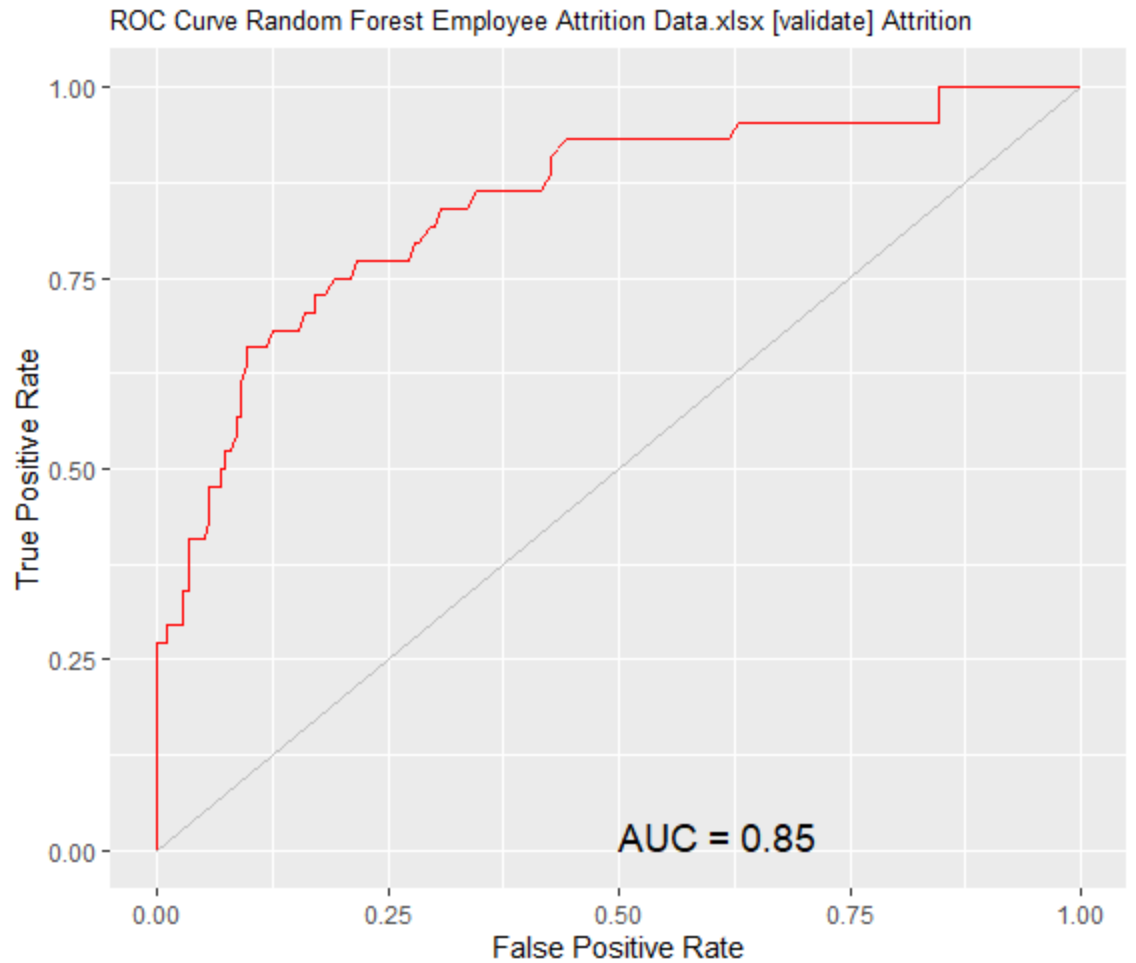 ROC Curve Random Forest Employee Attrition Data.xlsx [validate] Attrition
1.00
0.75
0.50
0.25
0.00
True Positive Rate
AUC = 0.85
0.00 0.25 0.50 0.75 1.00
False Positive Rate